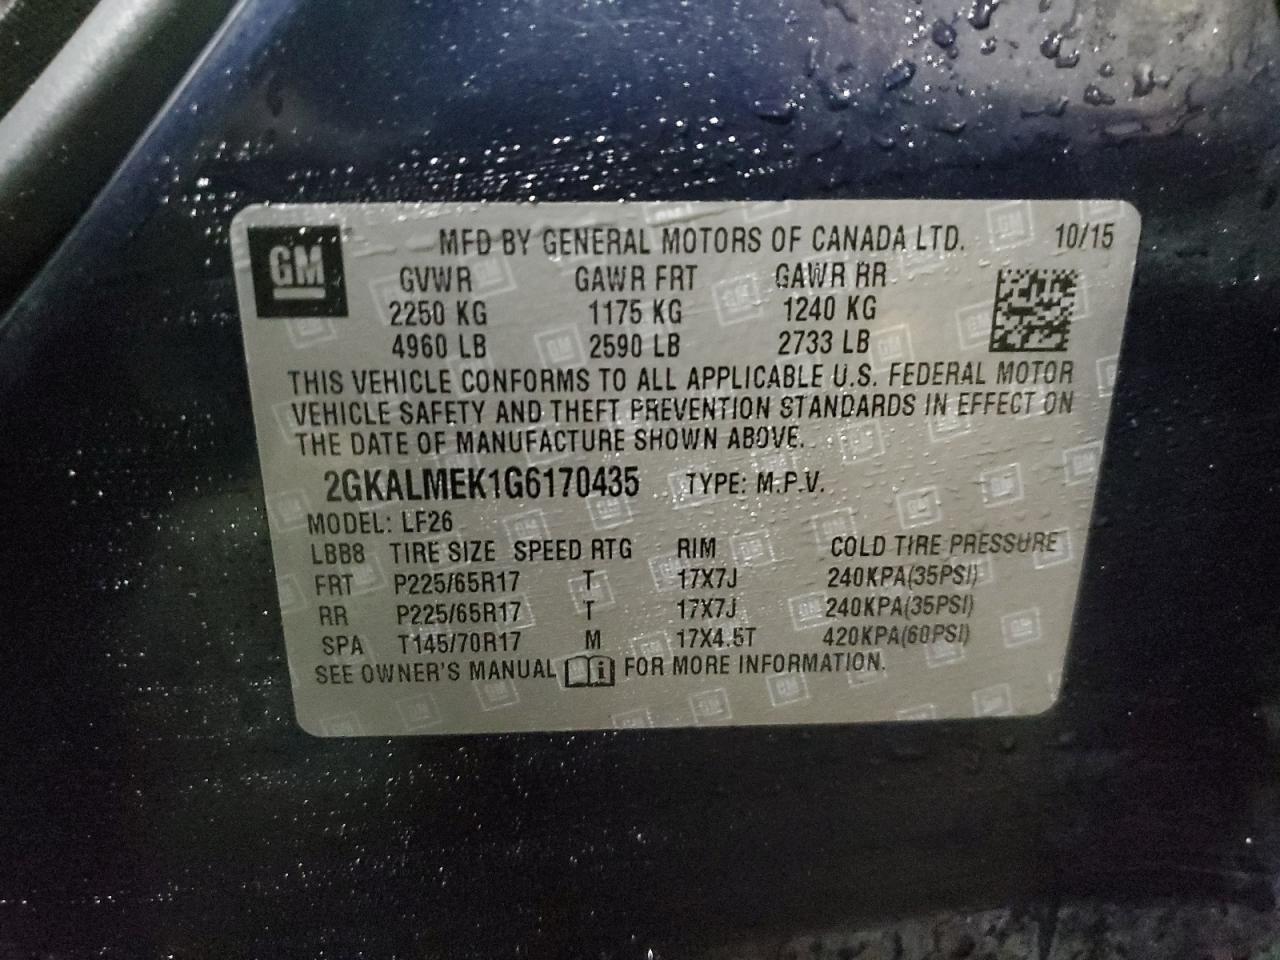 GM
MFD BY GENERAL MOTORS OF CANADA LTD. 10/15
GVWR GAWR FRT GAWR RR
2250 KG 1175 KG 1240 KG
4960 LB 2590 LB 2733 LB
THIS VEHICLE CONFORMS TO ALL APPLICABLE U.S. FEDERAL MOTOR
VEHICLE SAFETY AND THEFT PREVENTION STANDARDS IN EFFECT ON
THE DATE OF MANUFACTURE SHOWN ABOVE.
2GKALMEK1G6170435 TYPE: M.P.V.
MODEL: LF26
LBB8 TIRE SIZE SPEED RTG RIM COLD TIRE PRESSURE
FRT P225/65R17 T 17X7J 240KPA(35PSI)
RR P225/65R17 T 17X7J 240KPA(35PSI)
SPA T145/70R17 M 17X4.5T 420KPA(60PSI)
SEE OWNER'S MANUAL FOR MORE INFORMATION.